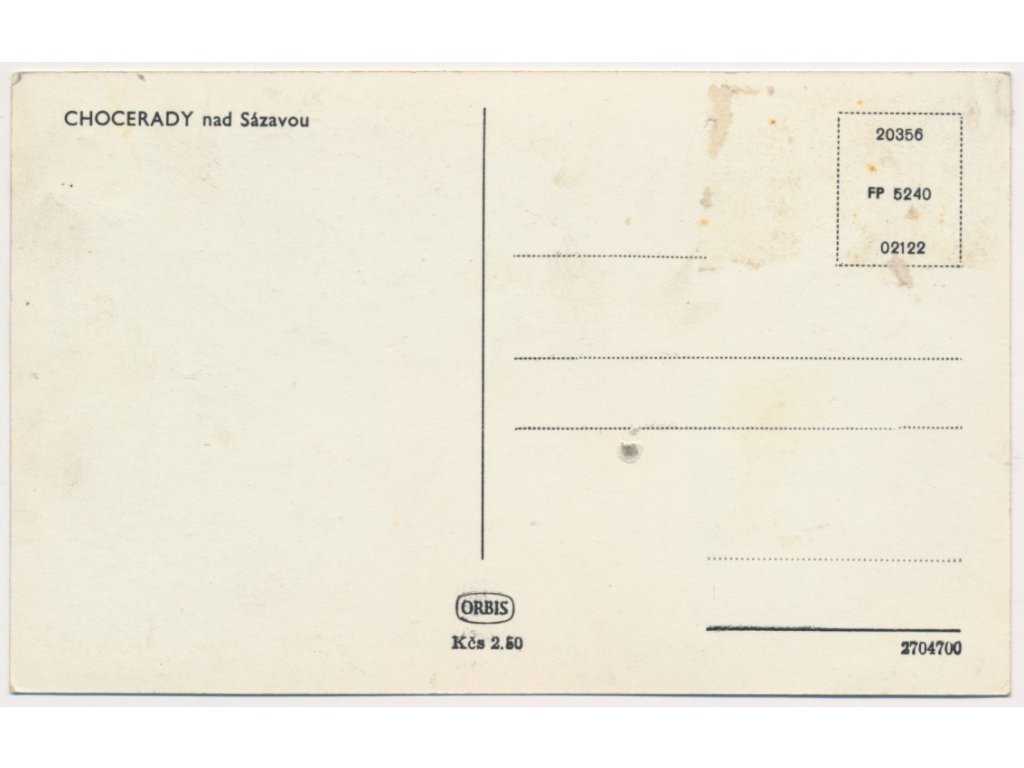 CHOCERADY nad Sázavou
20356
FP 5240
02122
ORBIS
Kčs 2.50
2704700